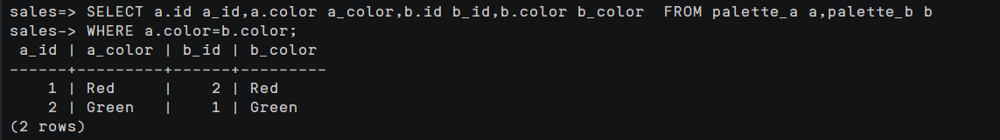 sales=> SELECT a.id a_id,a.color a_color,b.id b_id,b.color b_color  FROM palette_a a,palette_b b
sales-> WHERE a.color=b.color;
 a_id | a_color | b_id | b_color
------+---------+------+---------
    1 | Red     |    2 | Red
    2 | Green   |    1 | Green
(2 rows)